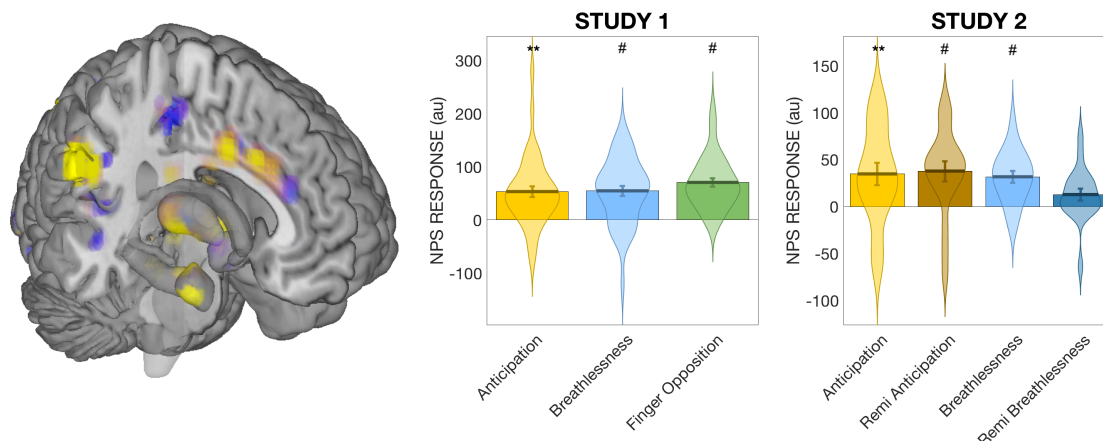 STUDY 1
NPS RESPONSE (au)
300
200
100
0
-100
**
#
#
Anticipation
Breathlessness
Finger Opposition
STUDY 2
NPS RESPONSE (au)
150
100
50
0
-50
-100
**
#
#
Anticipation
Remi Anticipation
Breathlessness
Remi Breathlessness